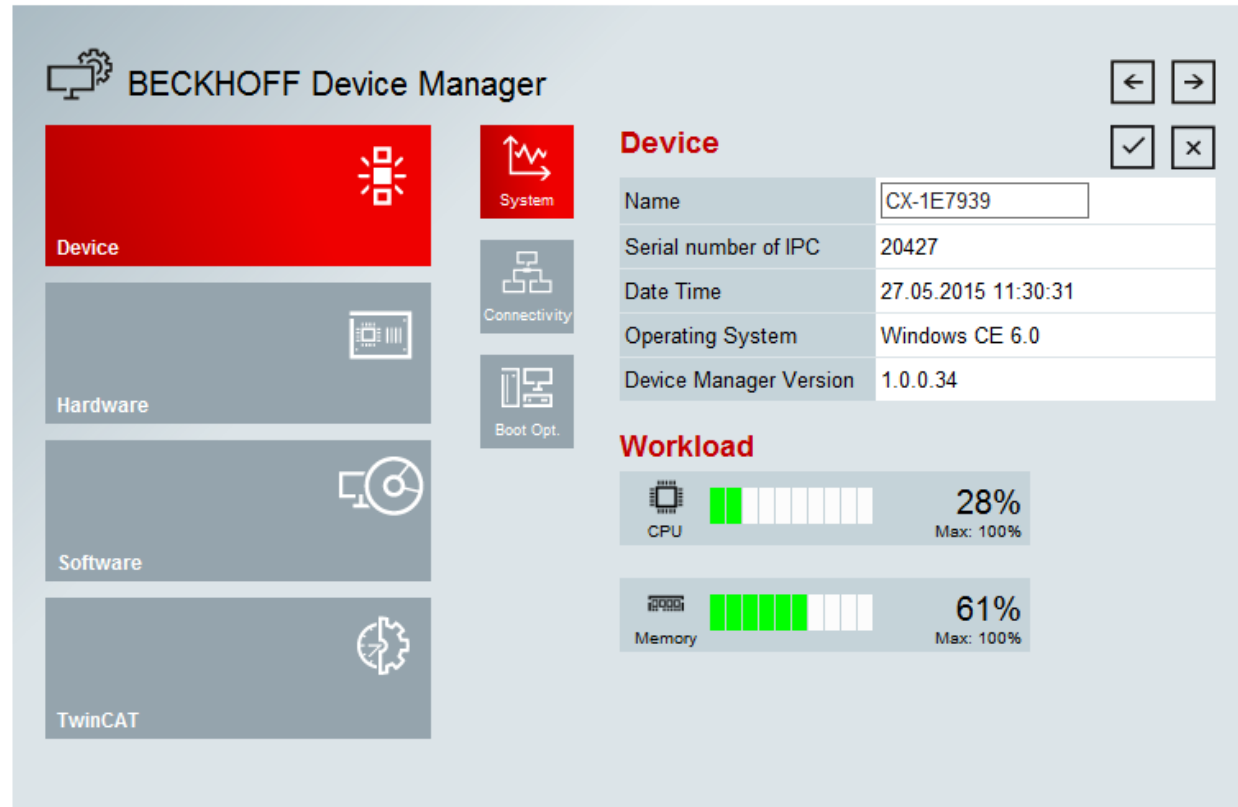 BECKHOFF Device Manager
Device
Hardware
Software
TwinCAT
System
Connectivity
Boot Opt.
Device
Name CX-1E7939
Serial number of IPC 20427
Date Time 27.05.2015 11:30:31
Operating System Windows CE 6.0
Device Manager Version 1.0.0.34
Workload
CPU 28%
Max: 100%
Memory 61%
Max: 100%